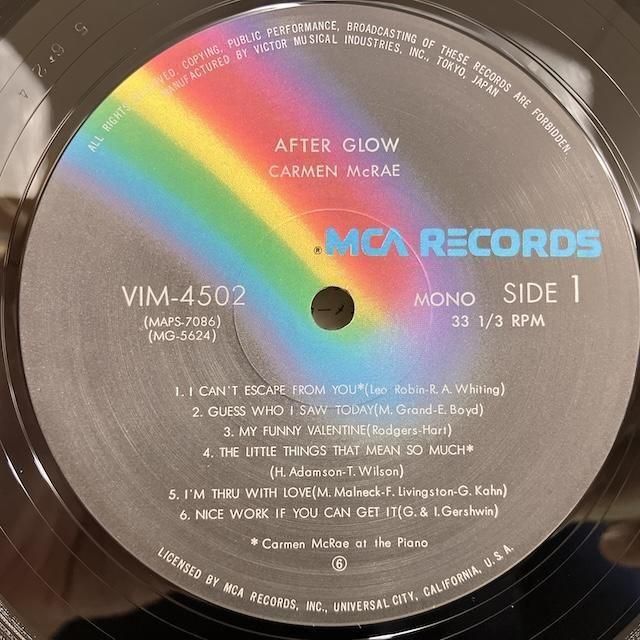 ALL RIGHTS RESERVED. COPYING, PUBLIC PERFORMANCE, BROADCASTING OF THESE RECORDS ARE FORBIDDEN.
MANUFACTURED BY VICTOR MUSICAL INDUSTRIES, INC., TOKYO, JAPAN
AFTER GLOW
CARMEN McRAE
® MCA RECORDS
VIM-4502
(MAPS-7086)
(MG-5624)
MONO SIDE 1
33 1/3 RPM
1. I CAN'T ESCAPE FROM YOU*(Leo Robin-R. A. Whiting)
2. GUESS WHO I SAW TODAY(M. Grand-E. Boyd)
3. MY FUNNY VALENTINE(Rodgers-Hart)
4. THE LITTLE THINGS THAT MEAN SO MUCH*
(H. Adamson-T. Wilson)
5. I'M THRU WITH LOVE(M. Malneck-F. Livingston-G. Kahn)
6. NICE WORK IF YOU CAN GET IT(G. & I. Gershwin)
* Carmen McRae at the Piano
⑥
LICENSED BY MCA RECORDS, INC., UNIVERSAL CITY, CALIFORNIA, U.S.A.